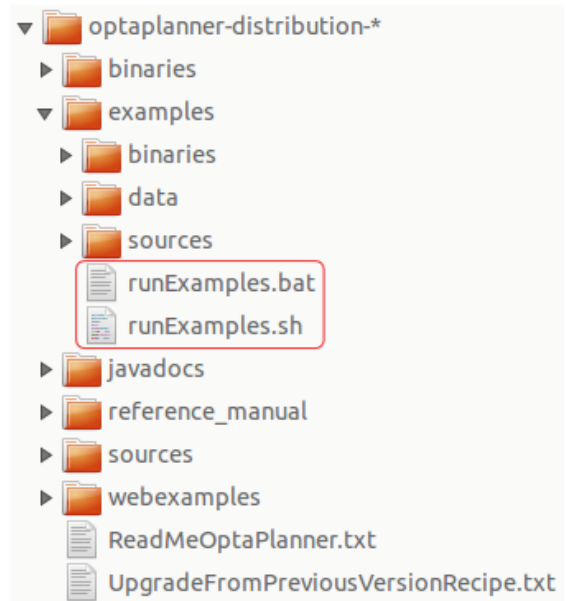 optaplanner-distribution-*
binaries
examples
binaries
data
sources
runExamples.bat
runExamples.sh
javadocs
reference_manual
sources
webexamples
ReadMeOptaPlanner.txt
UpgradeFromPreviousVersionRecipe.txt